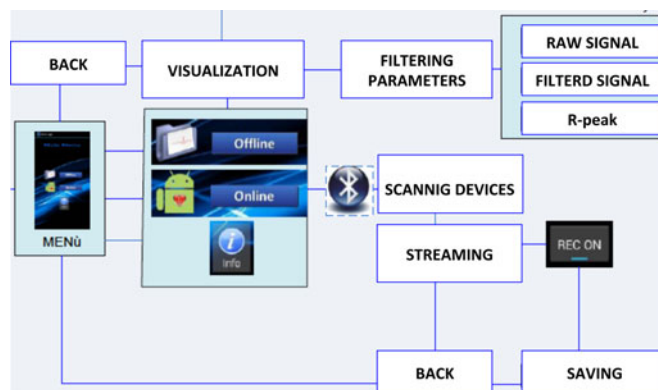 BACK
VISUALIZATION
FILTERING
PARAMETERS
RAW SIGNAL
FILTERD SIGNAL
R-peak
Offline
Online
Info
MENù
SCANNIG DEVICES
STREAMING
REC ON
BACK
SAVING